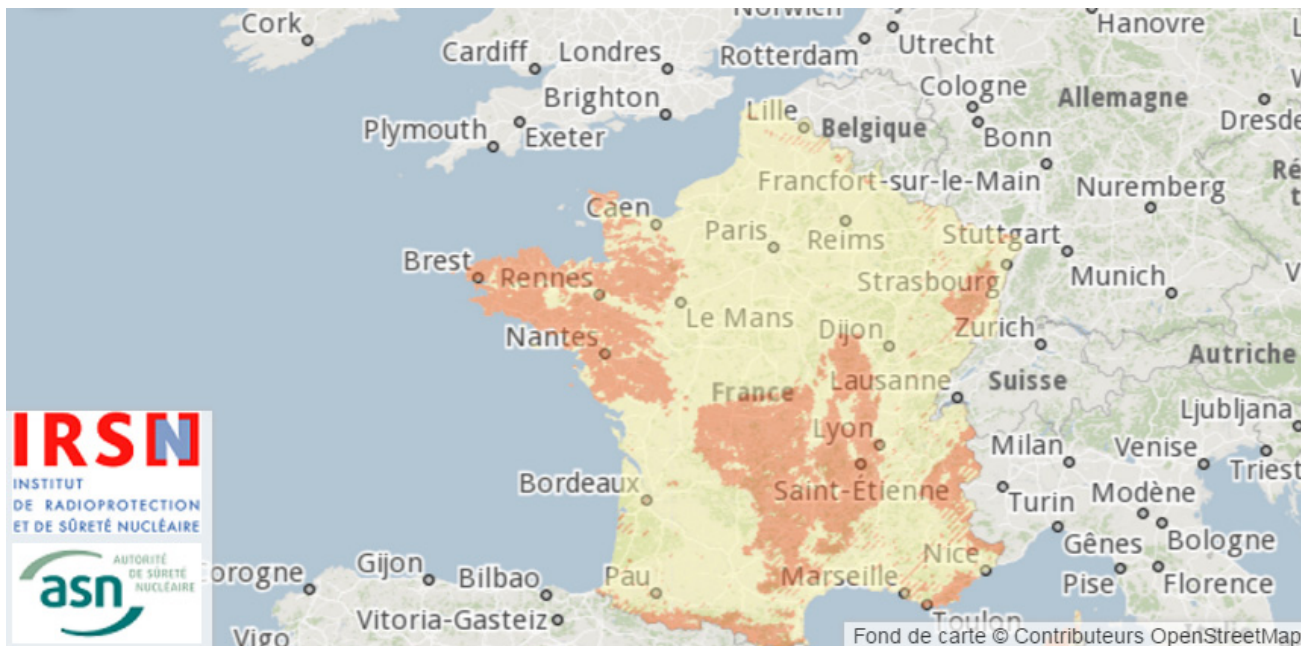 Cork
Norwich
Hanovre
Cardiff
Londres
Rotterdam
Utrecht
Brighton
Cologne
Allemagne
Plymouth
Exeter
Lille
Belgique
Bonn
Francfort-sur-le-Main
Nuremberg
Caen
Paris
Reims
Stuttgart
Brest
Rennes
Strasbourg
Munich
Nantes
Le Mans
Dijon
Zurich
Autriche
France
Lausanne
Suisse
Ljubljana
IRSN
INSTITUT
DE RADIOPROTECTION
ET DE SÛRETÉ NUCLÉAIRE
Lyon
Milan
Venise
Bordeaux
Saint-Étienne
Turin
Modène
asn
AUTORITÉ
DE SÛRETÉ
NUCLÉAIRE
Gijon
Bilbao
Pau
Marseille
Nice
Gênes
Bologne
Pise
Florence
Vigo
Vitoria-Gasteiz
Toulon
Fond de carte © Contributeurs OpenStreetMap